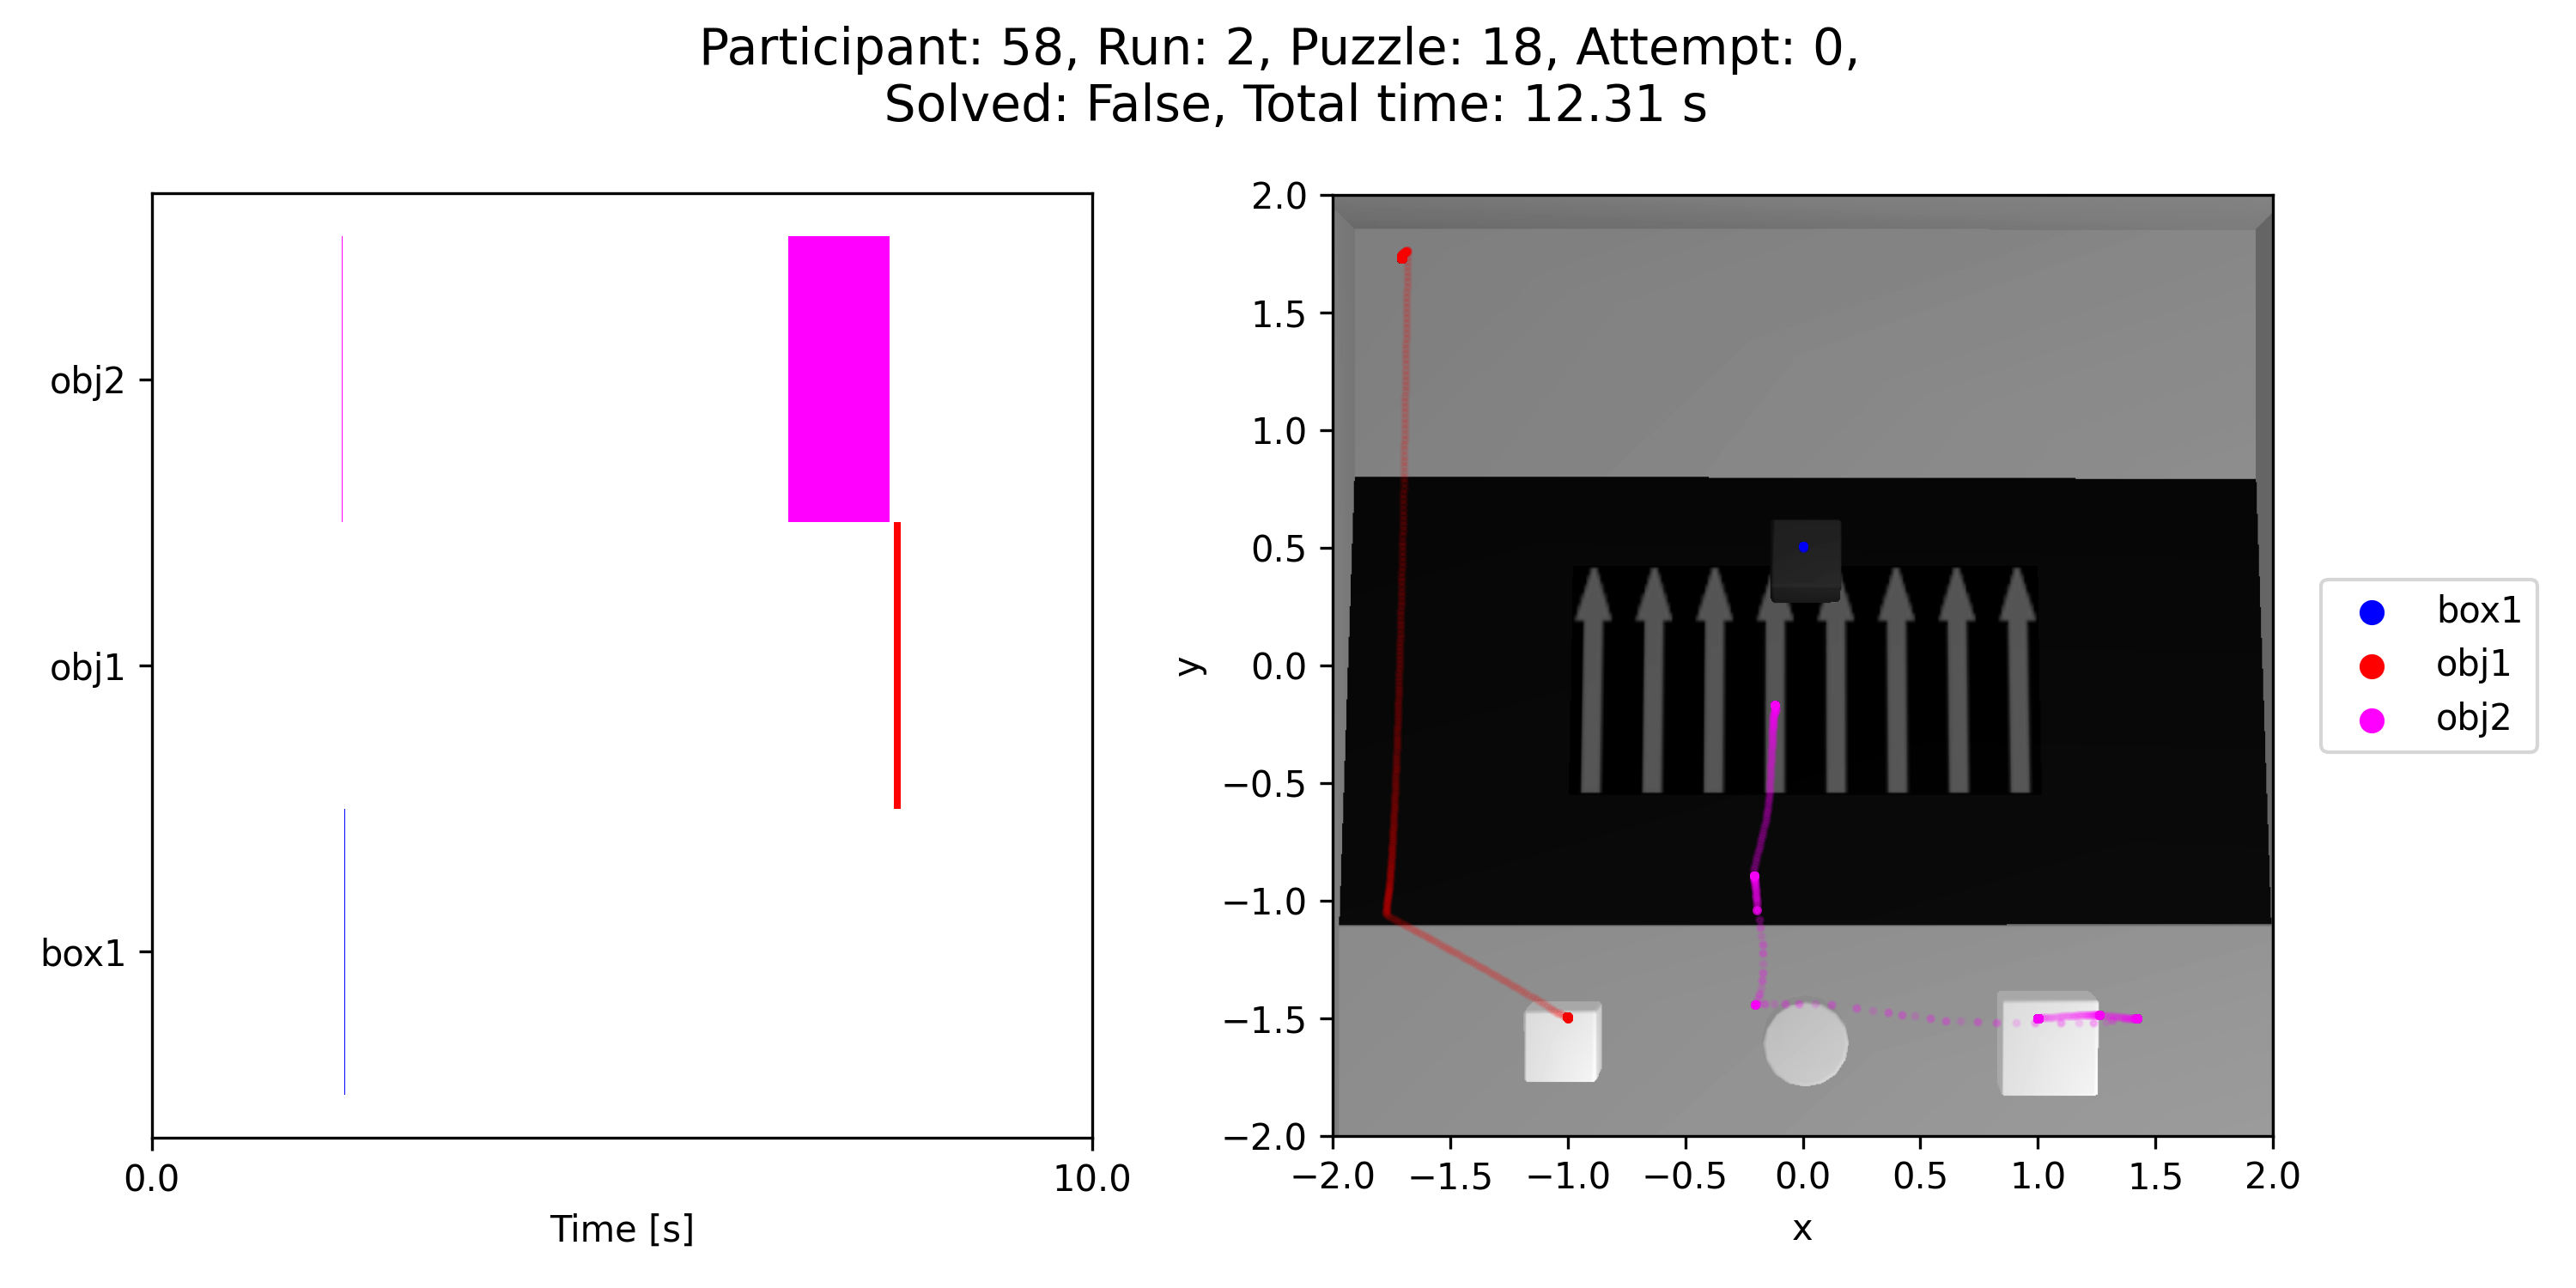 Participant: 58, Run: 2, Puzzle: 18, Attempt: 0,
Solved: False, Total time: 12.31 s
obj2
obj1
box1
0.0
10.0
Time [s]
2.0
1.5
1.0
0.5
0.0
−0.5
−1.0
−1.5
−2.0
y
−2.0
−1.5
−1.0
−0.5
0.0
0.5
1.0
1.5
2.0
x
box1
obj1
obj2